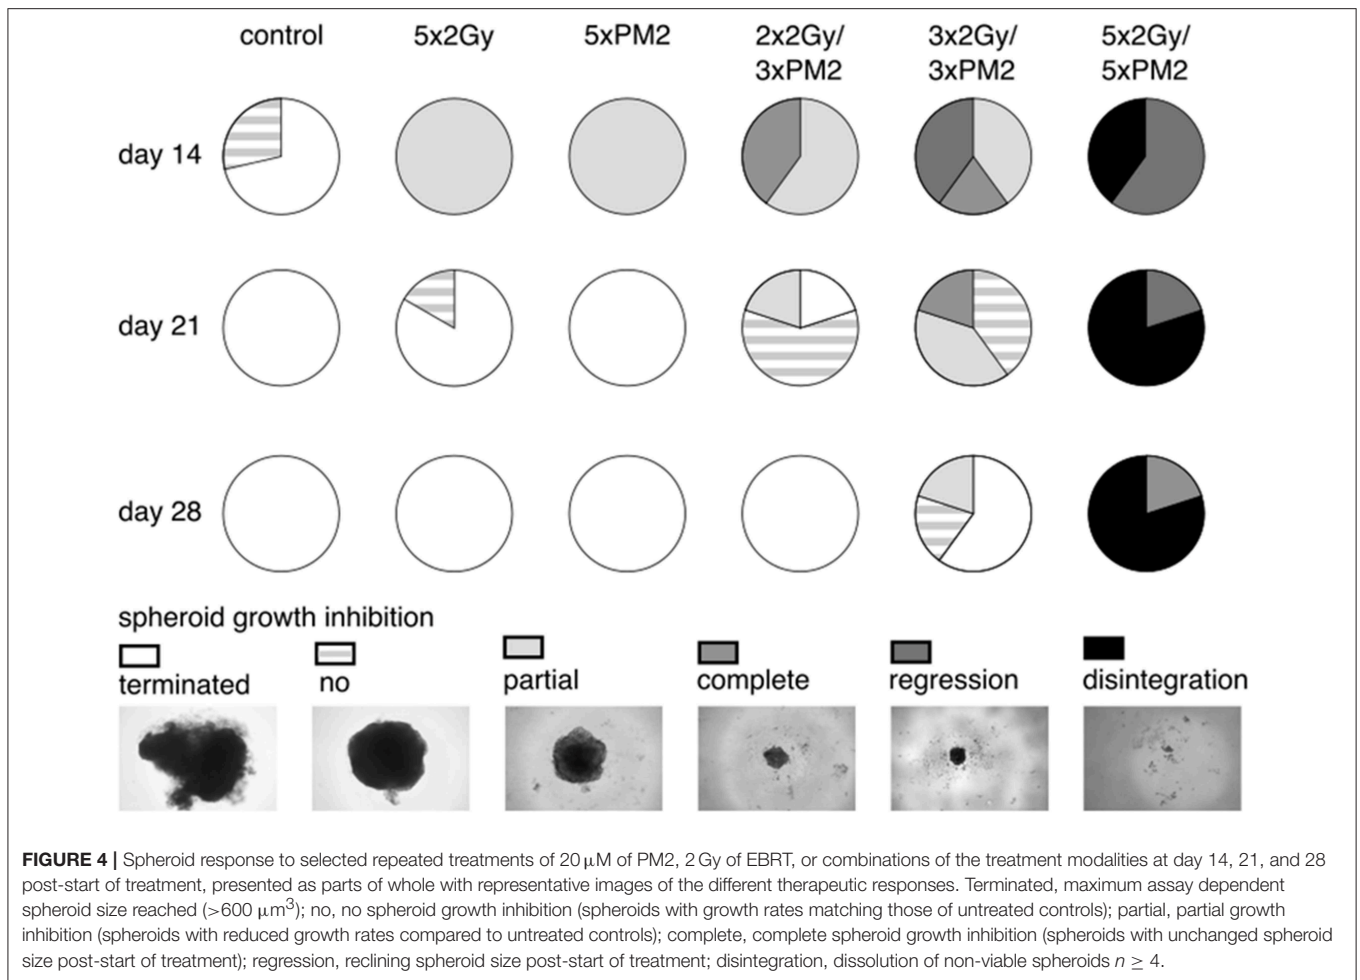 control 5x2Gy 5xPM2 2x2Gy/ 3x2Gy/ 5x2Gy/
3xPM2 3xPM2 5xPM2
day 14
day 21
day 28
spheroid growth inhibition
terminated no partial complete regression disintegration
FIGURE 4 | Spheroid response to selected repeated treatments of 20 μM of PM2, 2 Gy of EBRT, or combinations of the treatment modalities at day 14, 21, and 28
post-start of treatment, presented as parts of whole with representative images of the different therapeutic responses. Terminated, maximum assay dependent
spheroid size reached (>600 μm³); no, no spheroid growth inhibition (spheroids with growth rates matching those of untreated controls); partial, partial growth
inhibition (spheroids with reduced growth rates compared to untreated controls); complete, complete spheroid growth inhibition (spheroids with unchanged spheroid
size post-start of treatment); regression, reclining spheroid size post-start of treatment; disintegration, dissolution of non-viable spheroids n ≥ 4.